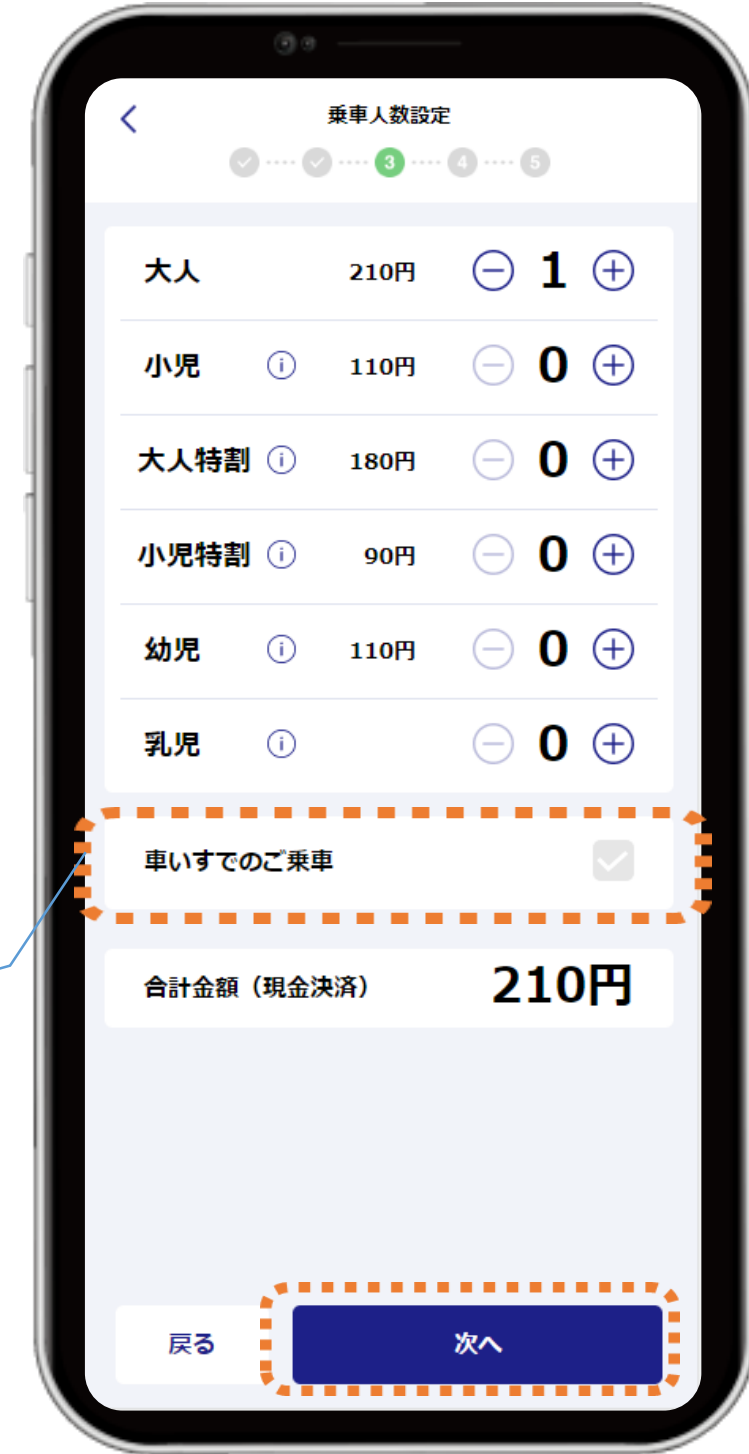 乗車人数設定
3 4 5
大人 210円 1
小児 110円 0
大人特割 180円 0
小児特割 90円 0
幼児 110円 0
乳児 0
車いすでのご乗車
合計金額（現金決済） 210円
戻る 次へ